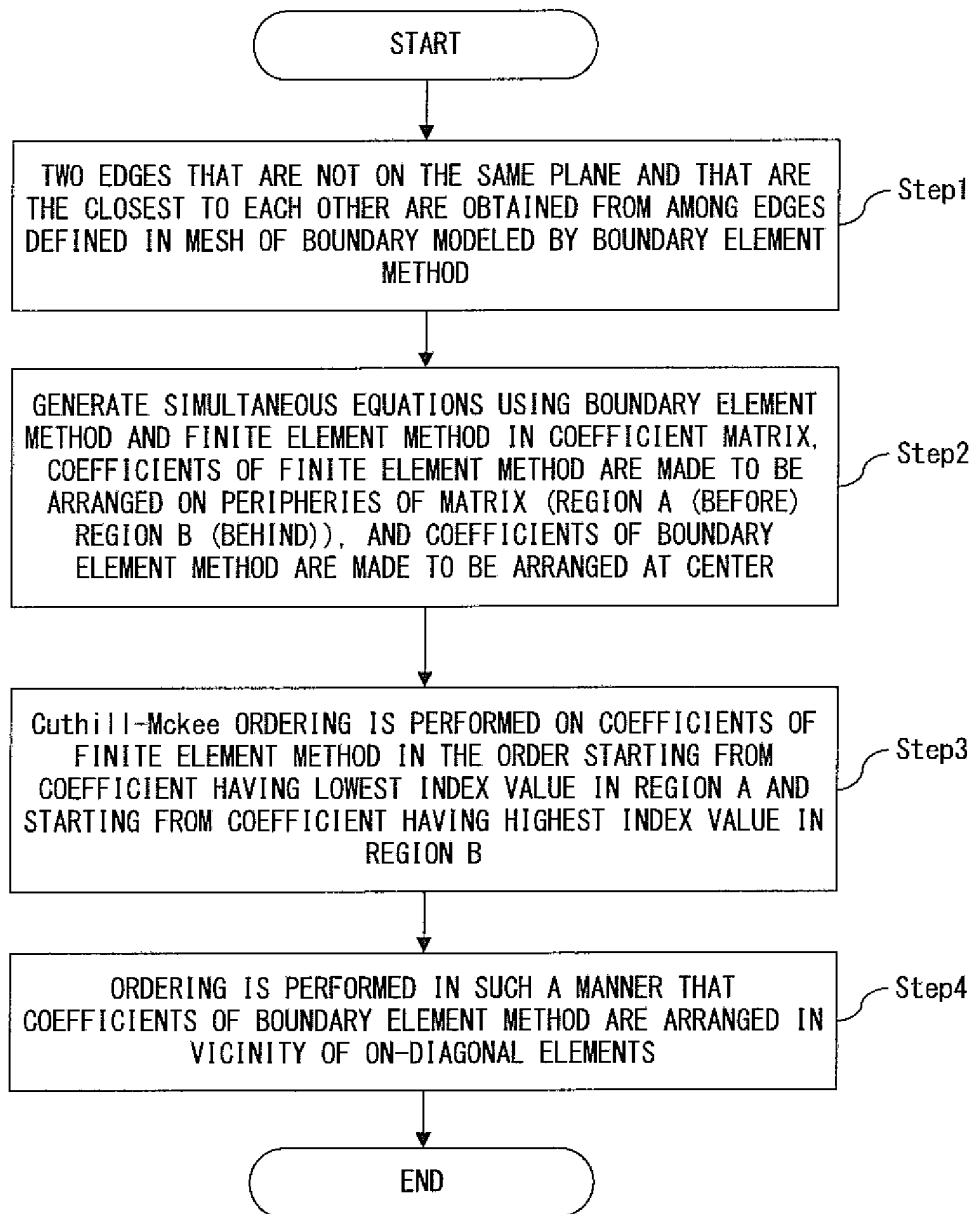 START
TWO EDGES THAT ARE NOT ON THE SAME PLANE AND THAT ARE
THE CLOSEST TO EACH OTHER ARE OBTAINED FROM AMONG EDGES
DEFINED IN MESH OF BOUNDARY MODELED BY BOUNDARY ELEMENT
METHOD
Step1
GENERATE SIMULTANEOUS EQUATIONS USING BOUNDARY ELEMENT
METHOD AND FINITE ELEMENT METHOD IN COEFFICIENT MATRIX,
COEFFICIENTS OF FINITE ELEMENT METHOD ARE MADE TO BE
ARRANGED ON PERIPHERIES OF MATRIX (REGION A (BEFORE)
REGION B (BEHIND)), AND COEFFICIENTS OF BOUNDARY
ELEMENT METHOD ARE MADE TO BE ARRANGED AT CENTER
Step2
Cuthill-Mckee ORDERING IS PERFORMED ON COEFFICIENTS OF
FINITE ELEMENT METHOD IN THE ORDER STARTING FROM
COEFFICIENT HAVING LOWEST INDEX VALUE IN REGION A AND
STARTING FROM COEFFICIENT HAVING HIGHEST INDEX VALUE IN
REGION B
Step3
ORDERING IS PERFORMED IN SUCH A MANNER THAT
COEFFICIENTS OF BOUNDARY ELEMENT METHOD ARE ARRANGED IN
VICINITY OF ON-DIAGONAL ELEMENTS
Step4
END